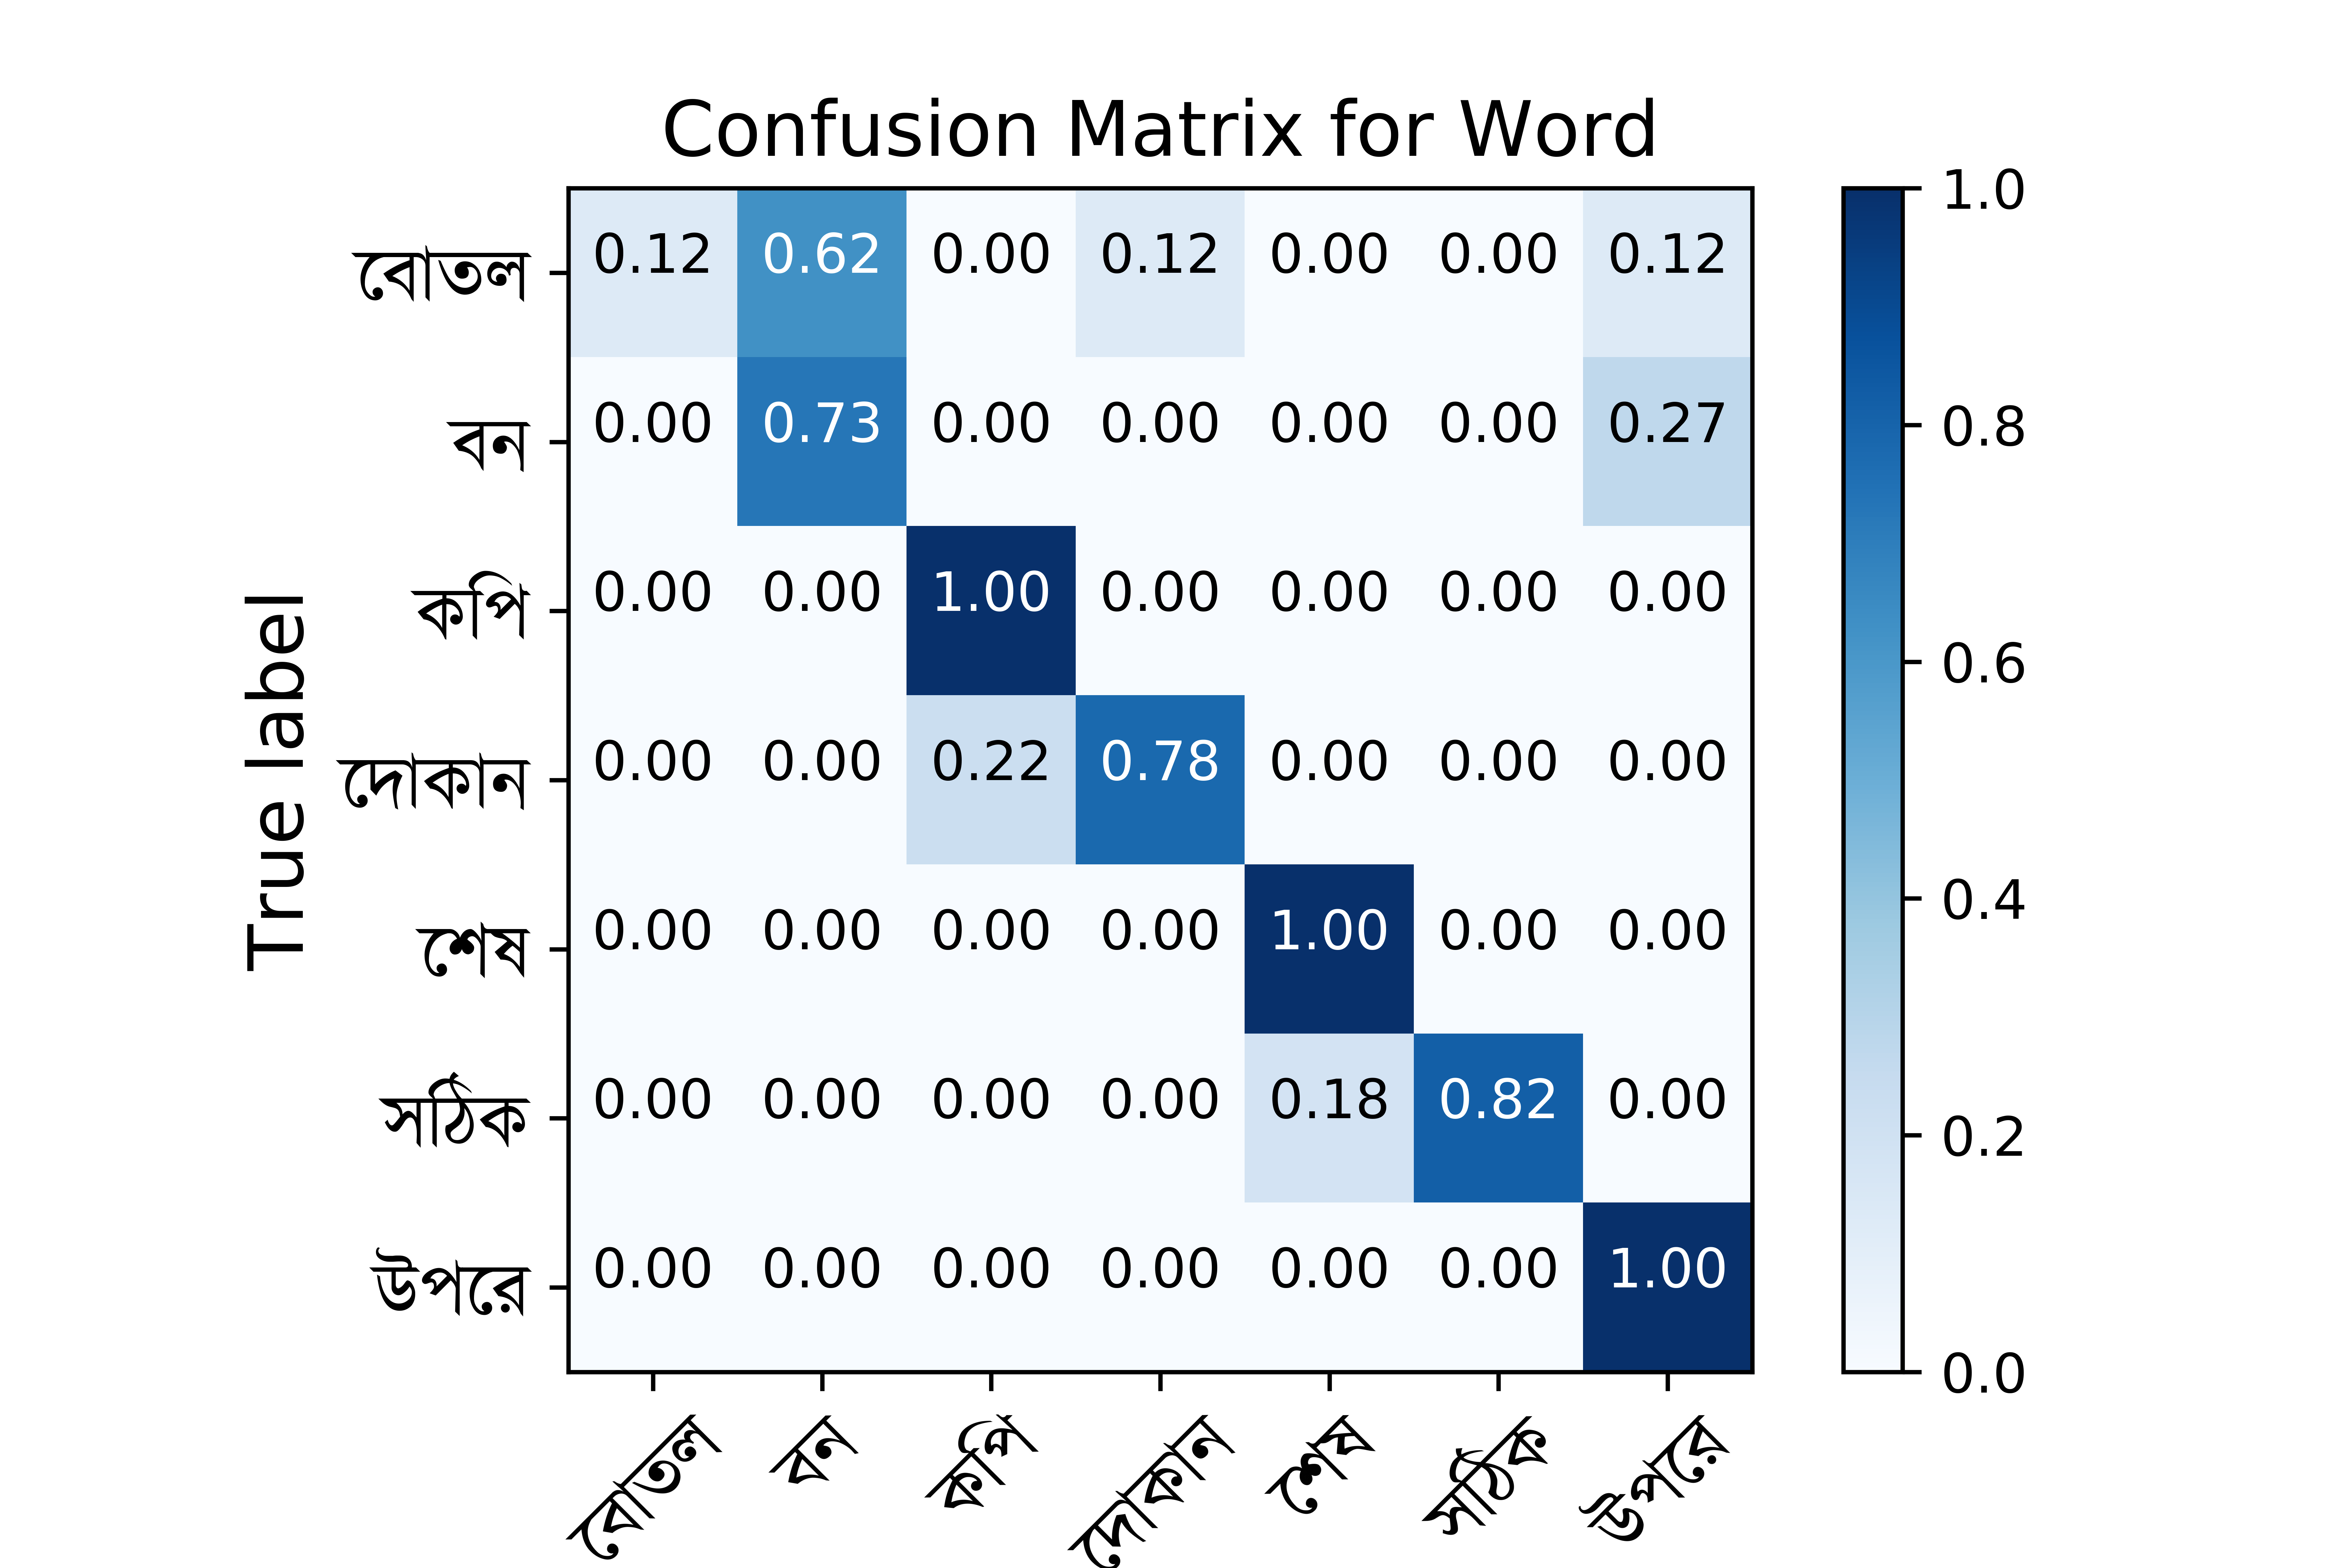 Confusion Matrix for Word
True label
বোতল 0.12 0.62 0.00 0.12 0.00 0.00 0.12
বন 0.00 0.73 0.00 0.00 0.00 0.00 0.27
কপি 0.00 0.00 1.00 0.00 0.00 0.00 0.00
দোকান 0.00 0.00 0.22 0.78 0.00 0.00 0.00
শেষ 0.00 0.00 0.00 0.00 1.00 0.00 0.00
সঠিক 0.00 0.00 0.00 0.00 0.18 0.82 0.00
উপরে 0.00 0.00 0.00 0.00 0.00 0.00 1.00
বোতল বন কপি দোকান শেষ সঠিক উপরে
1.0
0.8
0.6
0.4
0.2
0.0